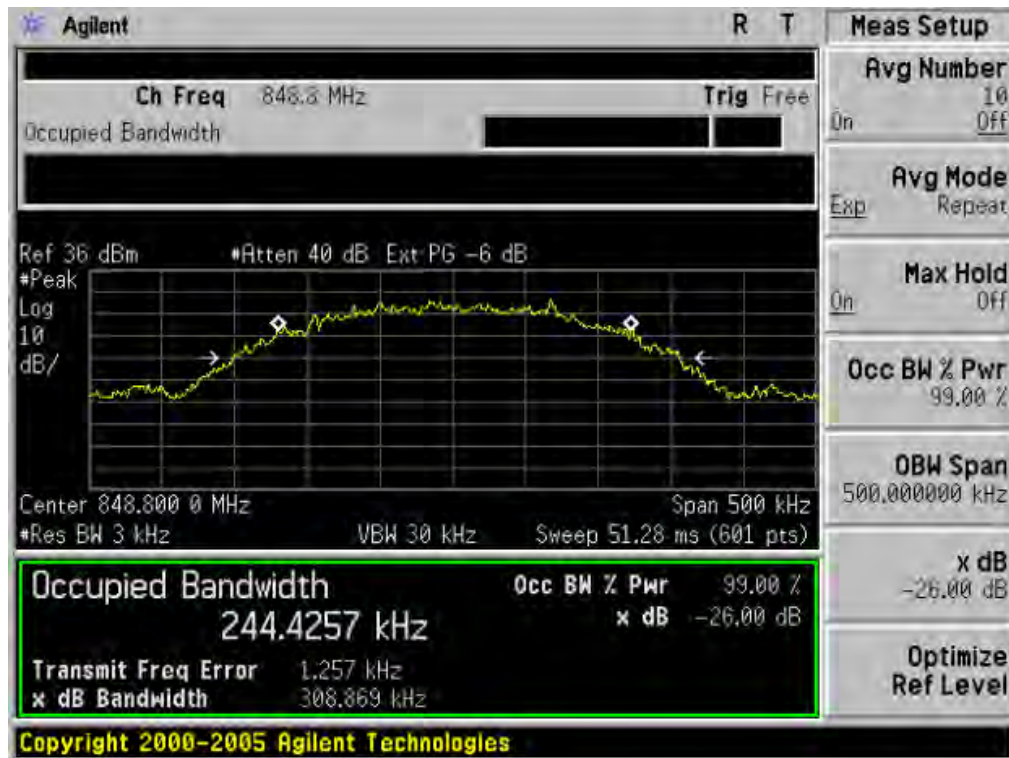 Agilent R T
Ch Freq 848.8 MHz Trig Free
Occupied Bandwidth
Ref 36 dBm #Atten 40 dB Ext PG -6 dB
#Peak
Log
10
dB/
Center 848.800 0 MHz Span 500 kHz
#Res BW 3 kHz VBW 30 kHz Sweep 51.28 ms (601 pts)
Occupied Bandwidth Occ BW % Pwr 99.00 %
244.4257 kHz x dB -26.00 dB
Transmit Freq Error 1.257 kHz
x dB Bandwidth 308.869 kHz
Copyright 2000-2005 Agilent Technologies
Meas Setup
Avg Number
10
On Off
Avg Mode
Exp Repeat
Max Hold
On Off
Occ BW % Pwr
99.00 %
OBW Span
500.000000 kHz
x dB
-26.00 dB
Optimize
Ref Level